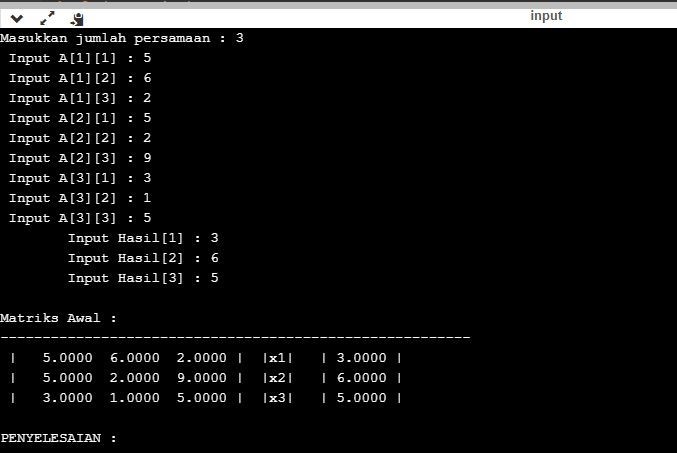 input
Masukkan jumlah persamaan : 3
Input A[1][1] : 5
Input A[1][2] : 6
Input A[1][3] : 2
Input A[2][1] : 5
Input A[2][2] : 2
Input A[2][3] : 9
Input A[3][1] : 3
Input A[3][2] : 1
Input A[3][3] : 5
Input Hasil[1] : 3
Input Hasil[2] : 6
Input Hasil[3] : 5
Matriks Awal :
--------------------------------------------------------
| 5.0000 6.0000 2.0000 | |x1| | 3.0000 |
| 5.0000 2.0000 9.0000 | |x2| | 6.0000 |
| 3.0000 1.0000 5.0000 | |x3| | 5.0000 |
PENYELESAIAN :